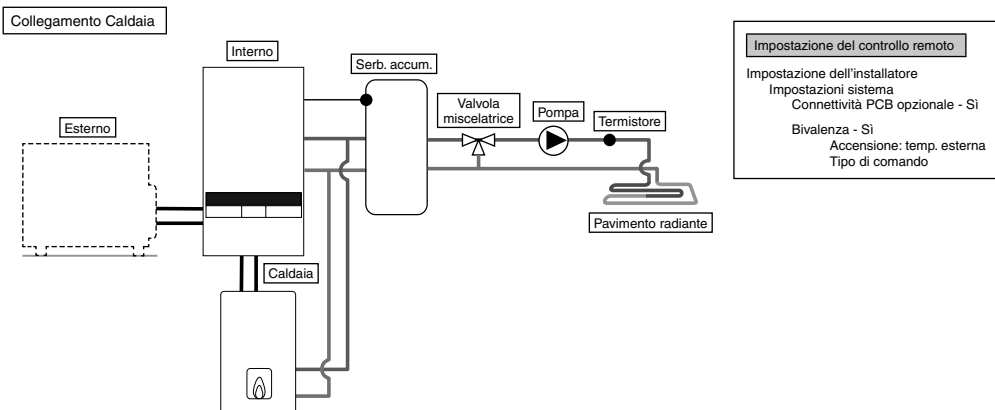 Collegamento Caldaia
Interno
Serb. accum.
Esterno
Valvola
miscelatrice
Pompa
Termistore
Pavimento radiante
Caldaia
Impostazione del controllo remoto
Impostazione dell'installatore
Impostazioni sistema
Connettività PCB opzionale - Sì
Bivalenza - Sì
Accensione: temp. esterna
Tipo di comando